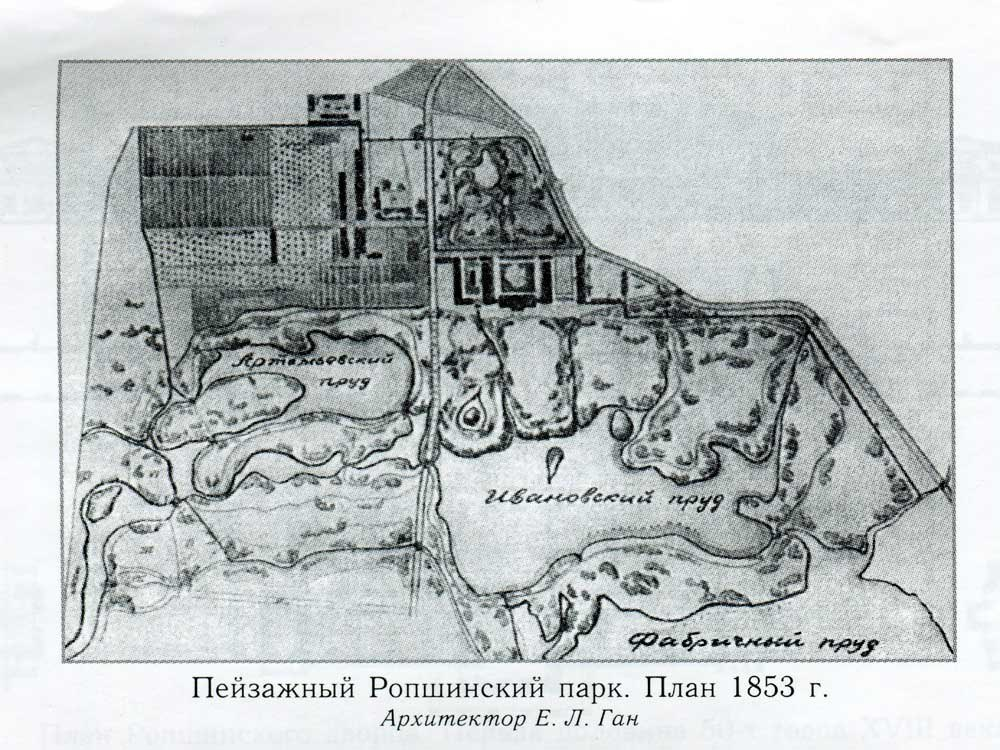 Артемьевский
пруд
Ивановский пруд
Фабричный пруд
Пейзажный Ропшинский парк. План 1853 г.
Архитектор Е. Л. Ган